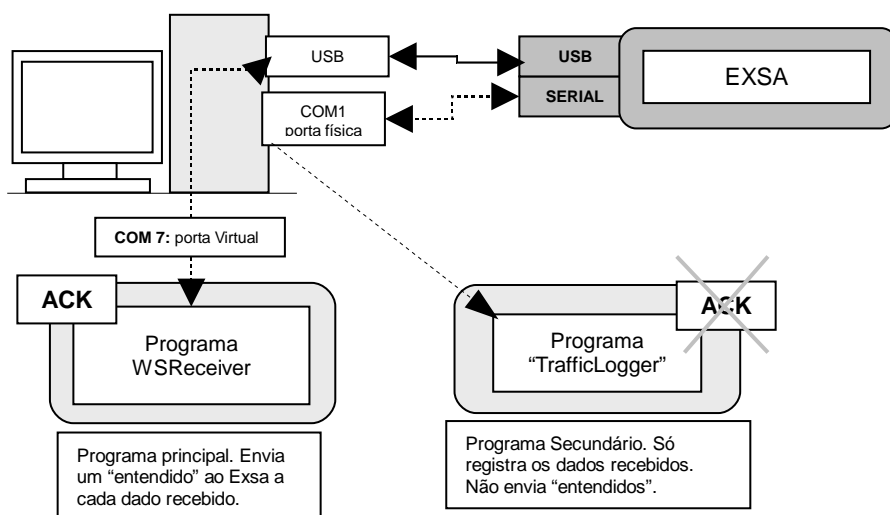 USB
USB
EXSA
SERIAL
COM1
porta física
COM 7: porta Virtual
ACK
ACK
Programa
WSReceiver
Programa
“TrafficLogger”
Programa principal. Envia
um “entendido” ao Exsa a
cada dado recebido.
Programa Secundário. Só
registra os dados recebidos.
Não envia “entendidos”.